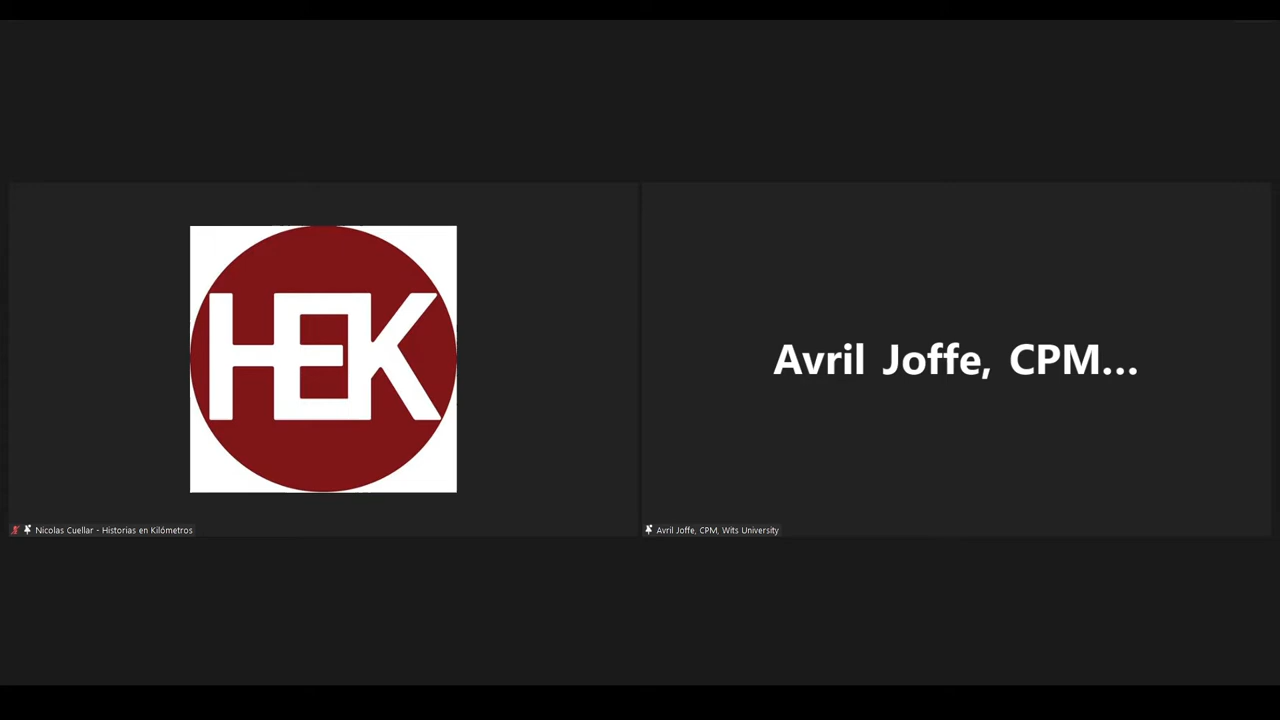 HEK
Avril Joffe, CPM...
Nicolas Cuellar - Historias en Kilómetros
Avril Joffe, CPM, Wits University